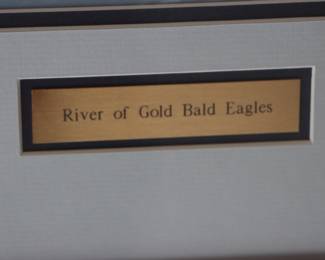 River of Gold Bald Eagles